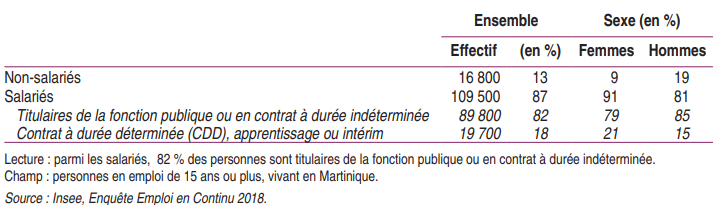 Ensemble Sexe (en %)
Effectif (en %) Femmes Hommes
Non-salariés 16 800 13 9 19
Salariés 109 500 87 91 81
Titulaires de la fonction publique ou en contrat à durée indéterminée 89 800 82 79 85
Contrat à durée déterminée (CDD), apprentissage ou intérim 19 700 18 21 15
Lecture : parmi les salariés, 82 % des personnes sont titulaires de la fonction publique ou en contrat à durée indéterminée.
Champ : personnes en emploi de 15 ans ou plus, vivant en Martinique.
Source : Insee, Enquête Emploi en Continu 2018.